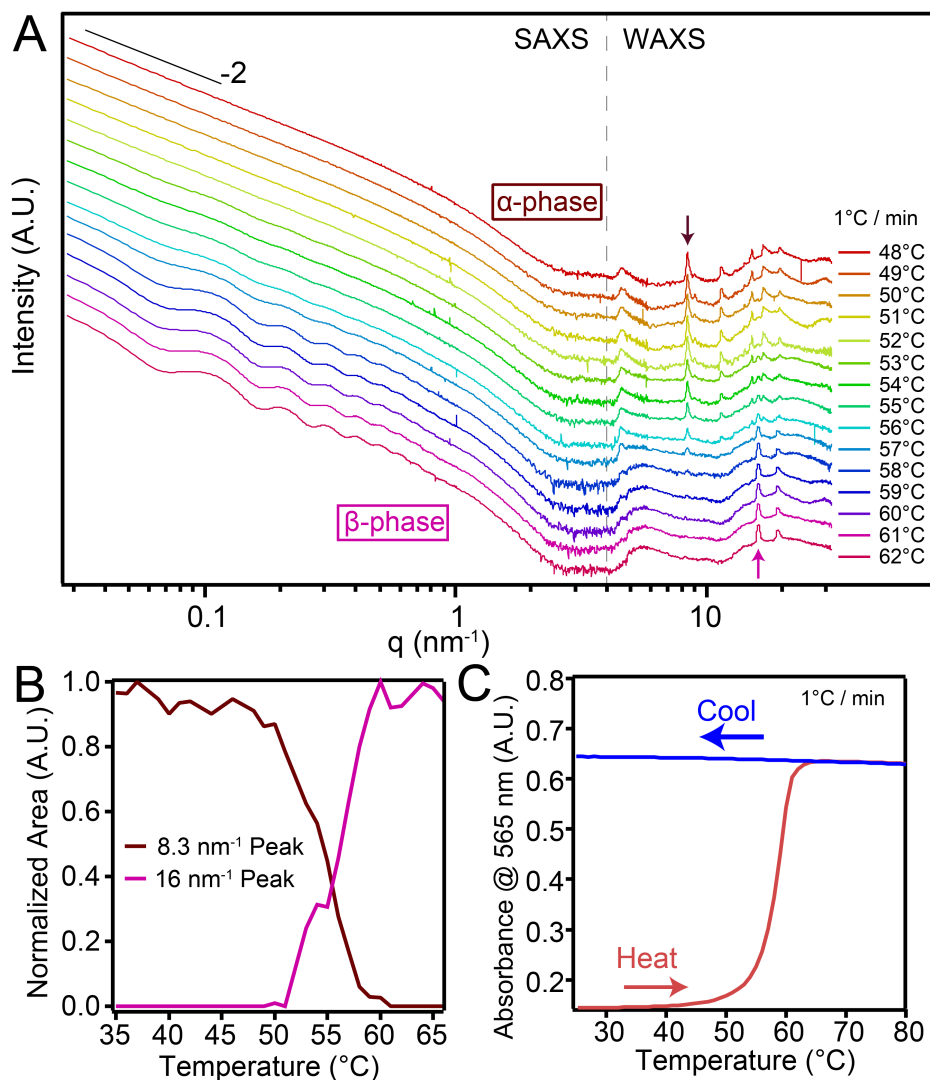 A
SAXS WAXS
-2
α-phase
1°C / min
48°C
49°C
50°C
51°C
52°C
53°C
54°C
55°C
56°C
57°C
58°C
59°C
60°C
61°C
62°C
β-phase
Intensity (A.U.)
0.1 1 10
q (nm-1)
B
1.0
0.8
0.6
0.4
0.2
0.0
8.3 nm-1 Peak
16 nm-1 Peak
Normalized Area (A.U.)
35 40 45 50 55 60 65
Temperature (°C)
C
0.8
0.7
0.6
0.5
0.4
0.3
0.2
1°C / min
Cool
Heat
Absorbance @ 565 nm (A.U.)
30 40 50 60 70 80
Temperature (°C)